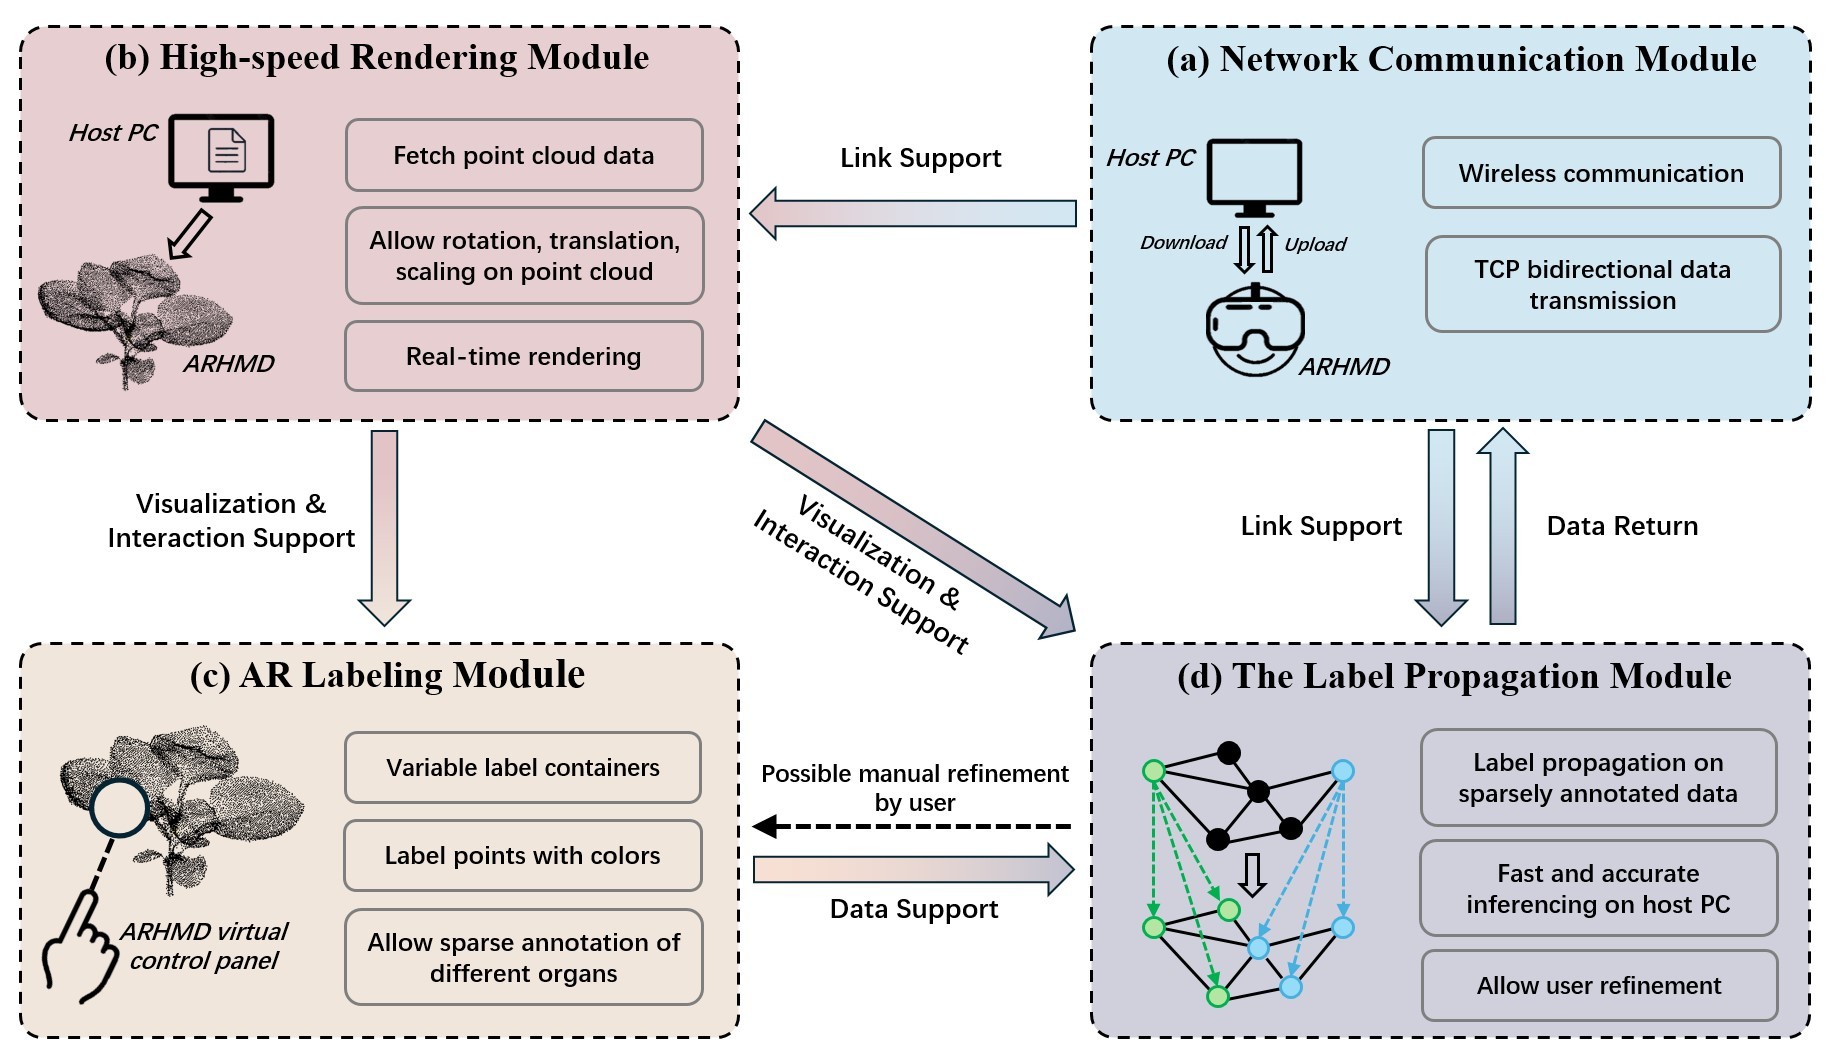 (b) High-speed Rendering Module
Host PC
ARHMD
Fetch point cloud data
Allow rotation, translation,
scaling on point cloud
Real-time rendering
Link Support
(a) Network Communication Module
Host PC
Download
Upload
ARHMD
Wireless communication
TCP bidirectional data
transmission
Visualization &
Interaction Support
Visualization &
Interaction Support
Link Support
Data Return
(c) AR Labeling Module
ARHMD virtual
control panel
Variable label containers
Label points with colors
Allow sparse annotation of
different organs
Possible manual refinement
by user
Data Support
(d) The Label Propagation Module
Label propagation on
sparsely annotated data
Fast and accurate
inferencing on host PC
Allow user refinement